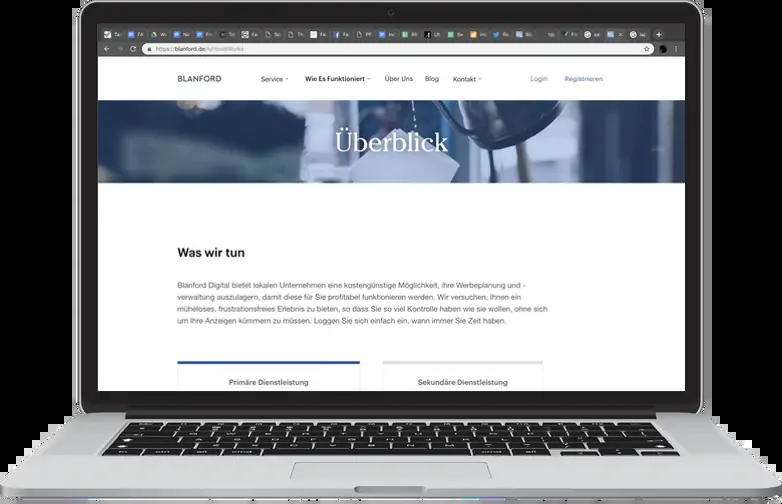 https://blanford.de/
BLANFORD
Service
Wie Es Funktioniert
Über Uns
Blog
Kontakt
Login
Registrieren
Überblick
Was wir tun
Blanford Digital bietet lokalen Unternehmen eine kostengünstige Möglichkeit, ihre Werbeplanung und -
verwaltung auszulagern, damit diese für Sie profitabel funktionieren werden. Wir versuchen, Ihnen ein
müheloses, frustrationsfreies Erlebnis zu bieten, so dass Sie so viel Kontrolle haben wie sie wollen, ohne sich
um Ihre Anzeigen kümmern zu müssen. Loggen Sie sich einfach ein, wann immer Sie Zeit haben.
Primäre Dienstleistung
Sekundäre Dienstleistung